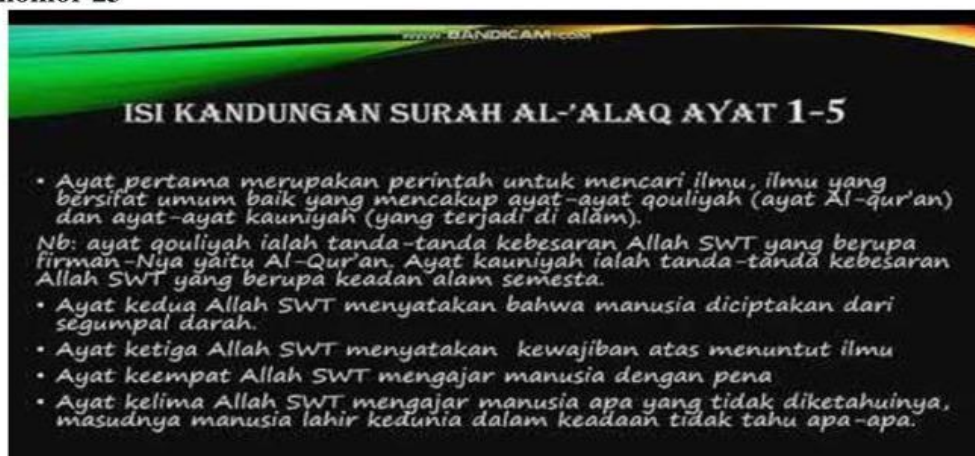 nomor 25
www.BANDICAM.com
ISI KANDUNGAN SURAH AL-'ALAQ AYAT 1-5
• Ayat pertama merupakan perintah untuk mencari ilmu, ilmu yang
bersifat umum baik yang mencakup ayat-ayat qouliyah (ayat Al-qur'an)
dan ayat-ayat kauniyah (yang terjadi di alam).
Nb: ayat qouliyah ialah tanda-tanda kebesaran Allah SWT yang berupa
firman-Nya yaitu Al-Qur'an. Ayat kauniyah ialah tanda-tanda kebesaran
Allah SWT yang berupa keadan alam semesta.
• Ayat kedua Allah SWT menyatakan bahwa manusia diciptakan dari
segumpal darah.
• Ayat ketiga Allah SWT menyatakan kewajiban atas menuntut ilmu
• Ayat keempat Allah SWT mengajar manusia dengan pena
• Ayat kelima Allah SWT mengajar manusia apa yang tidak diketahuinya,
masudnya manusia lahir kedunia dalam keadaan tidak tahu apa-apa.